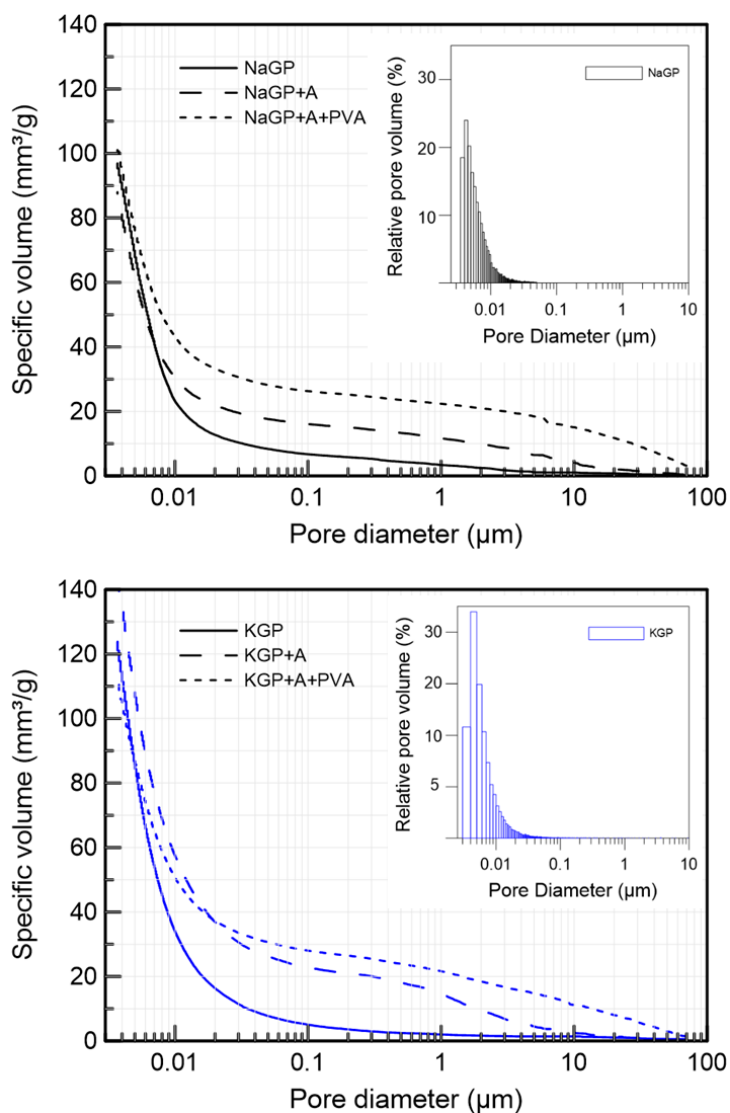 140
120
100
80
60
40
20
0
Specific volume (mm³/g)
NaGP
NaGP+A
NaGP+A+PVA
30
20
10
Relative pore volume (%)
NaGP
0.01
0.1
1
10
Pore Diameter (µm)
0.01
0.1
1
10
100
Pore diameter (µm)
140
120
100
80
60
40
20
0
Specific volume (mm³/g)
KGP
KGP+A
KGP+A+PVA
30
20
10
5
Relative pore volume (%)
KGP
0.01
0.1
1
10
Pore Diameter (µm)
0.01
0.1
1
10
100
Pore diameter (µm)